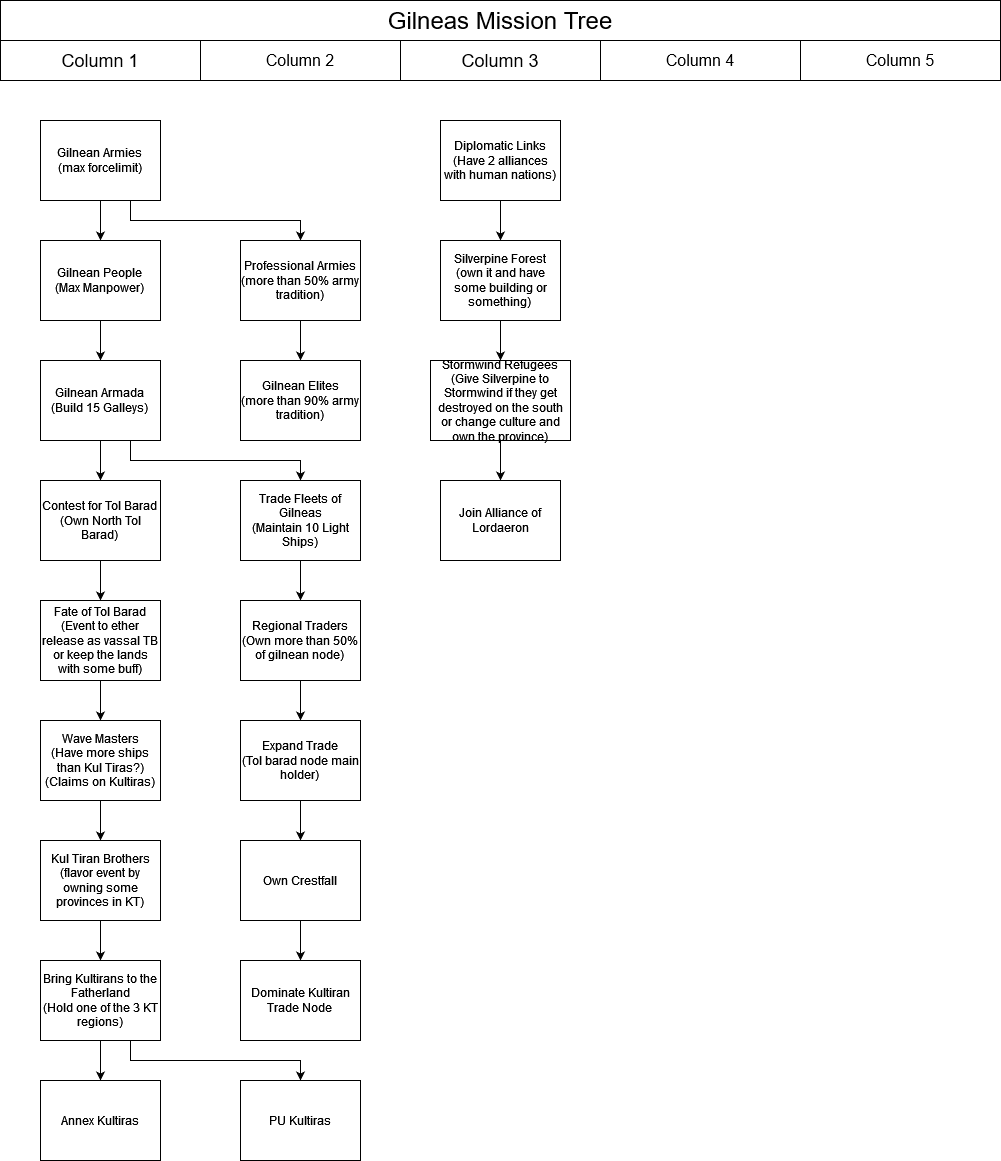 Gilneas Mission Tree
Column 1
Column 2
Column 3
Column 4
Column 5
Gilnean Armies
(max forcelimit)
Diplomatic Links
(Have 2 alliances
with human nations)
Gilnean People
(Max Manpower)
Professional Armies
(more than 50% army
tradition)
Silverpine Forest
(own it and have
some building or
something)
Gilnean Armada
(Build 15 Galleys)
Gilnean Elites
(more than 90% army
tradition)
Stormwind Refugees
(Give Silverpine to
Stormwind if they get
destroyed on the south
or change culture and
own the province)
Contest for Tol Barad
(Own North Tol
Barad)
Trade Fleets of
Gilneas
(Maintain 10 Light
Ships)
Join Alliance of
Lordaeron
Fate of Tol Barad
(Event to ether
release as vassal TB
or keep the lands
with some buff)
Regional Traders
(Own more than 50%
of gilnean node)
Wave Masters
(Have more ships
than Kul Tiras?)
(Claims on Kultiras)
Expand Trade
(Tol barad node main
holder)
Kul Tiran Brothers
(flavor event by
owning some
provinces in KT)
Own Crestfall
Bring Kultirans to the
Fatherland
(Hold one of the 3 KT
regions)
Dominate Kultiran
Trade Node
Annex Kultiras
PU Kultiras